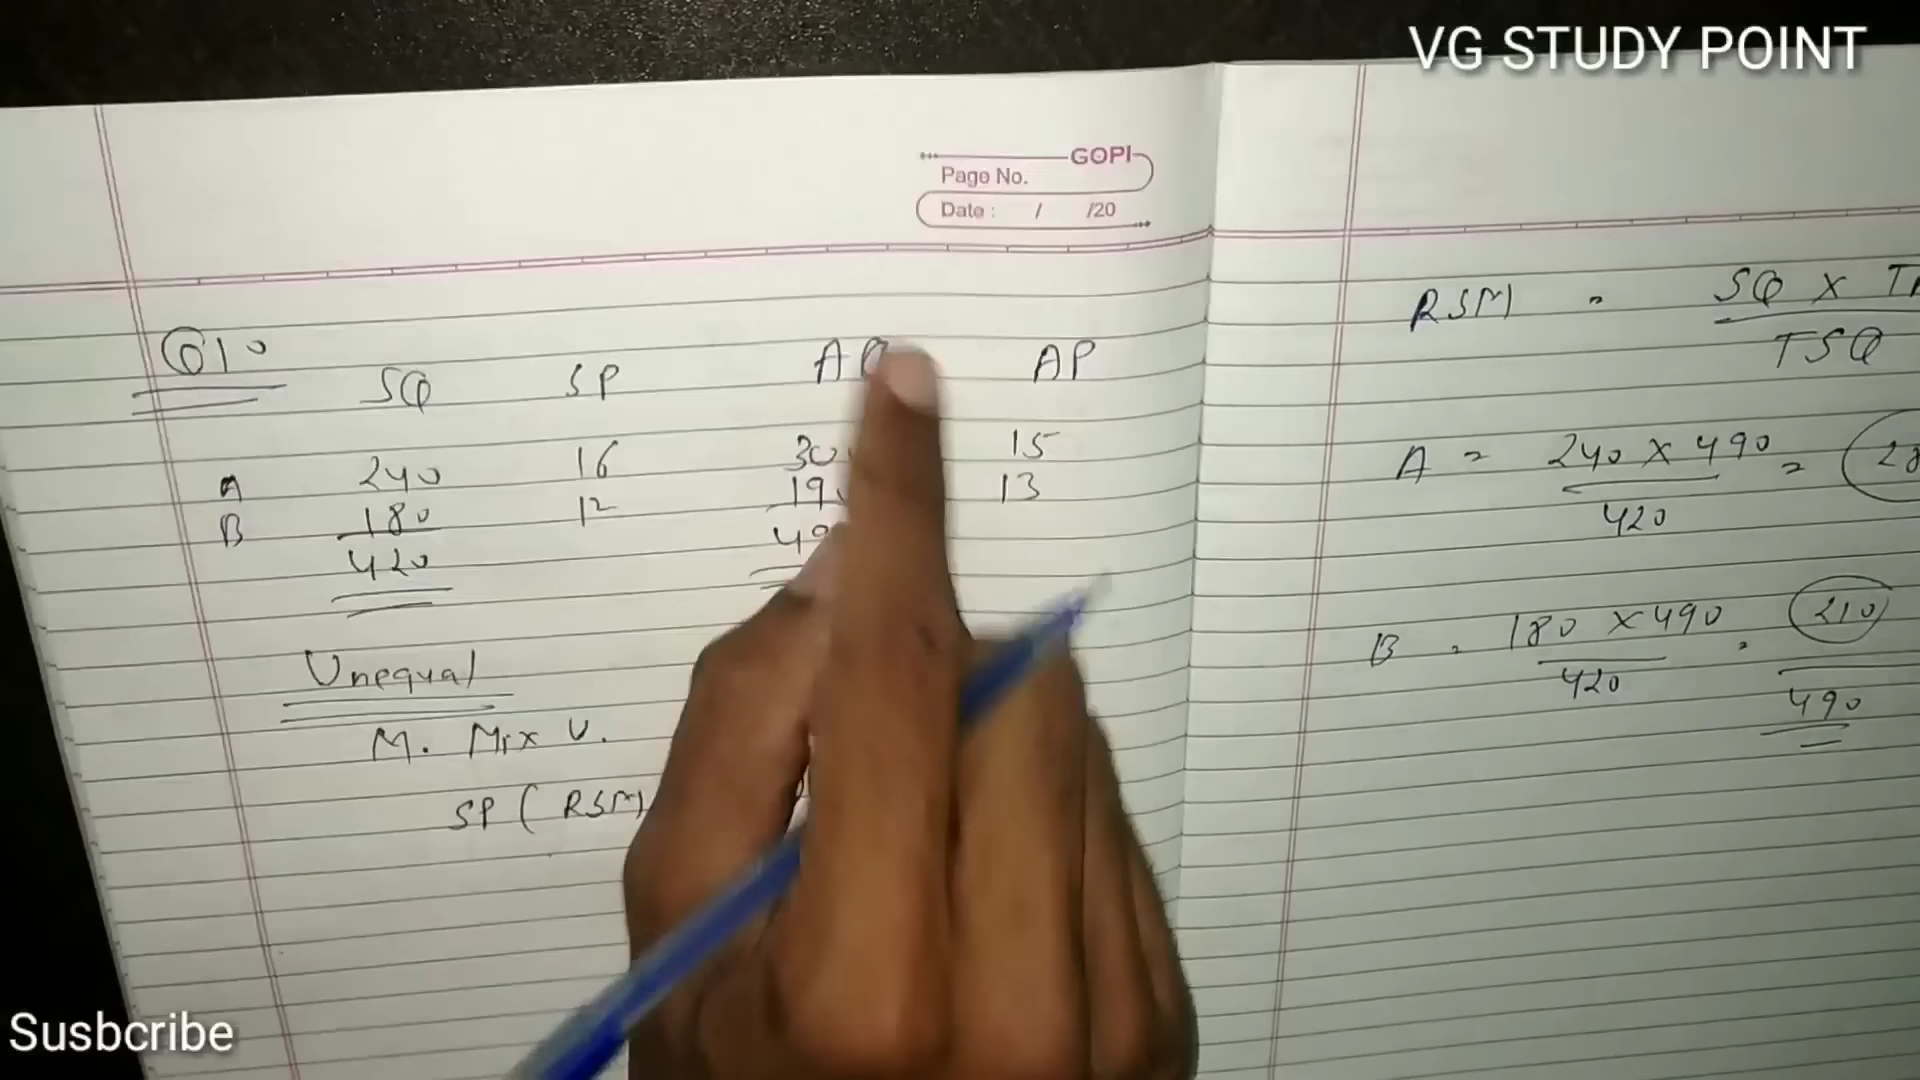 VG STUDY POINT
GOPI
Page No.
Date : / /20
Q10
SQ SP AQ AP
A 240 16 15
B 180 12 13
420
Unequal
M. Mix V.
SP ( RSM
RSM = SQ X
TSQ
A = 240 X 490 =
420
B = 180 X 490 = 210
420
490
Susbcribe